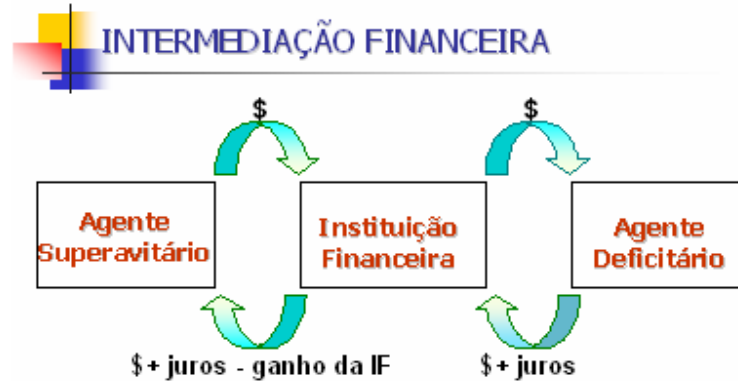 INTERMEDIAÇÃO FINANCEIRA
$
$
Agente
Superavitário
Instituição
Financeira
Agente
Deficitário
$ + juros - ganho da IF
$ + juros